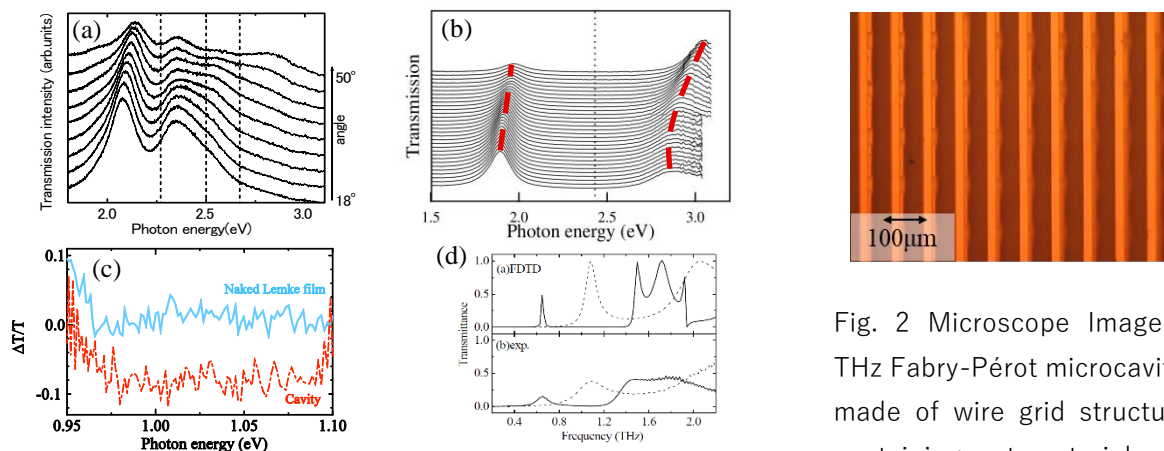 (a)
Transmission intensity (arb.units)
50°
angle
18°
2.0 2.5 3.0
Photon energy(eV)
(b)
Transmission
1.5 2.0 2.5 3.0
Photon energy (eV)
100μm
(c)
0.1
Naked Lemke film
ΔT/T
0.0
-0.1
Cavity
0.95 1.00 1.05 1.10
Photon energy (eV)
(d)
(a)FDTD
1.0
0.5
0.0
Transmittance
(b)exp.
1.0
0.5
0.0
0.4 0.8 1.2 1.6 2.0
Frequency (THz)
Fig. 2 Microscope Image
THz Fabry-Pérot microcavit
made of wire grid structu